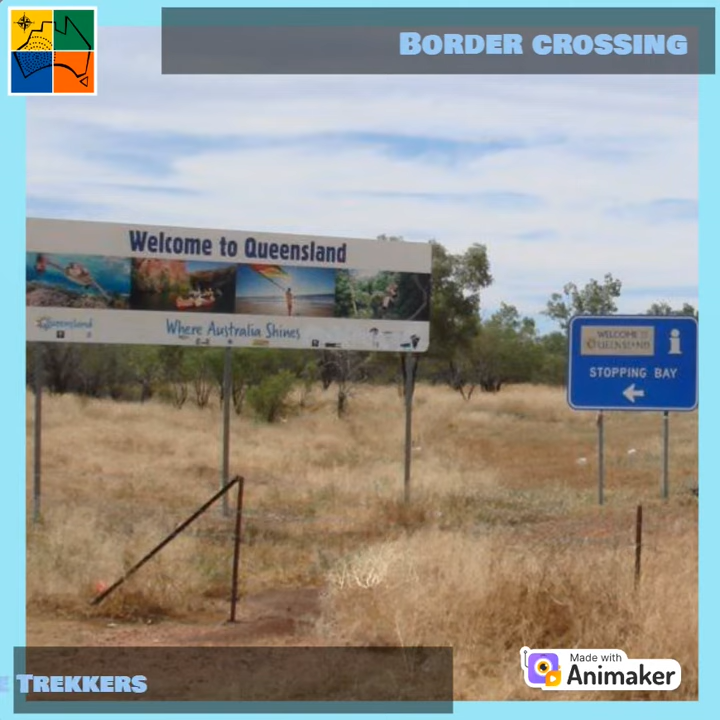 Border crossing
Welcome to Queensland
Queensland
Where Australia Shines
WELCOME TO
QUEENSLAND
i
STOPPING BAY
e Trekkers
Made with
Animaker